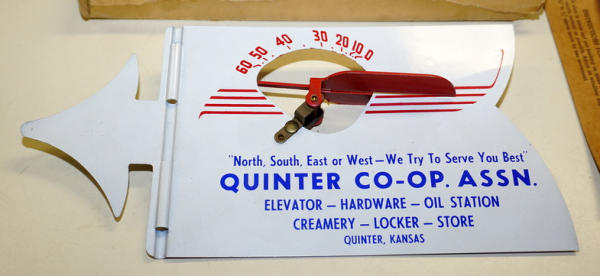 60 50 40 30 20 10 0
"North, South, East or West—We Try To Serve You Best"
QUINTER CO-OP. ASSN.
ELEVATOR — HARDWARE — OIL STATION
CREAMERY — LOCKER — STORE
QUINTER, KANSAS